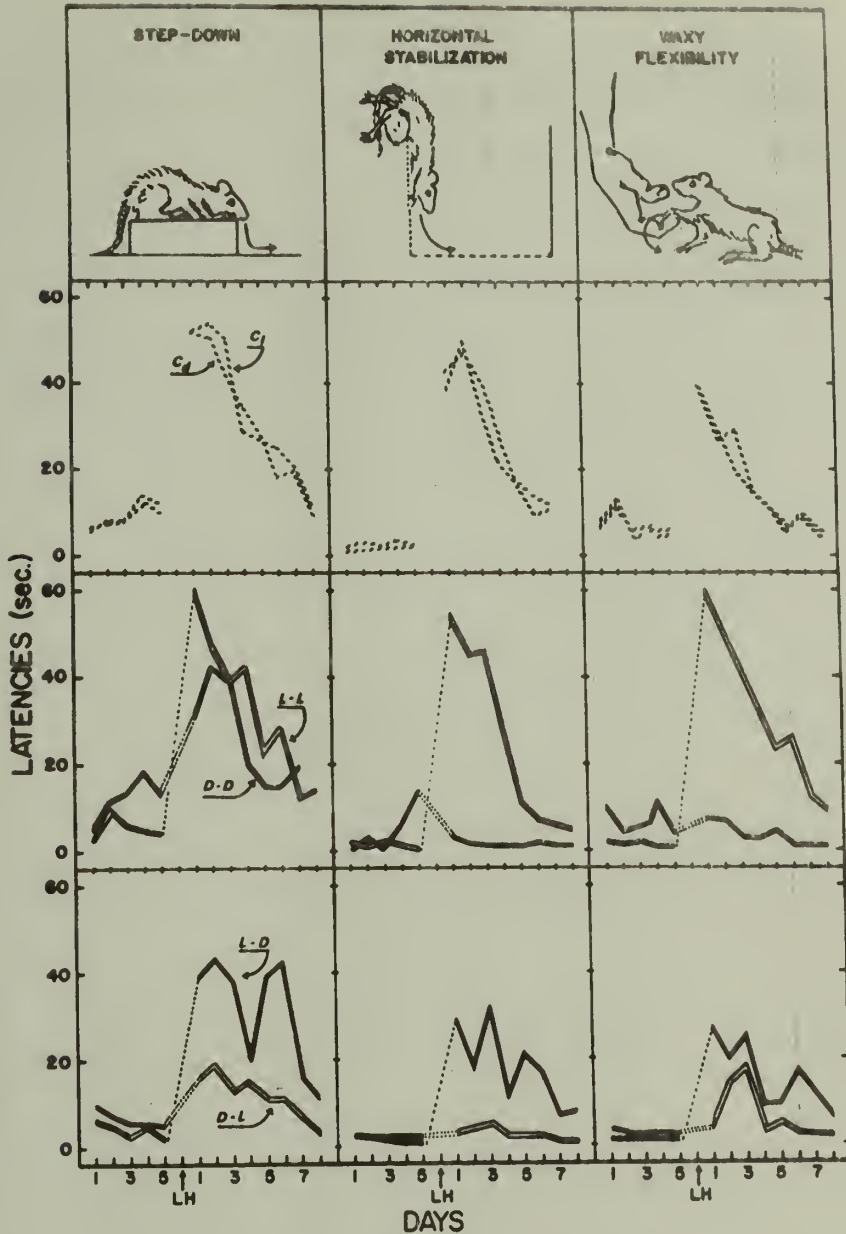 STEP-DOWN
HORIZONTAL
STABILIZATION
WAXY
FLEXIBILITY
60
40
20
0
C d
C l
LATENCIES (sec.)
60
40
20
0
L-L
D-D
60
40
20
0
L-D
D-L
1 3 5 1 3 5 7
LH
1 3 5 1 3 5 7
LH
1 3 5 1 3 5 7
LH
DAYS